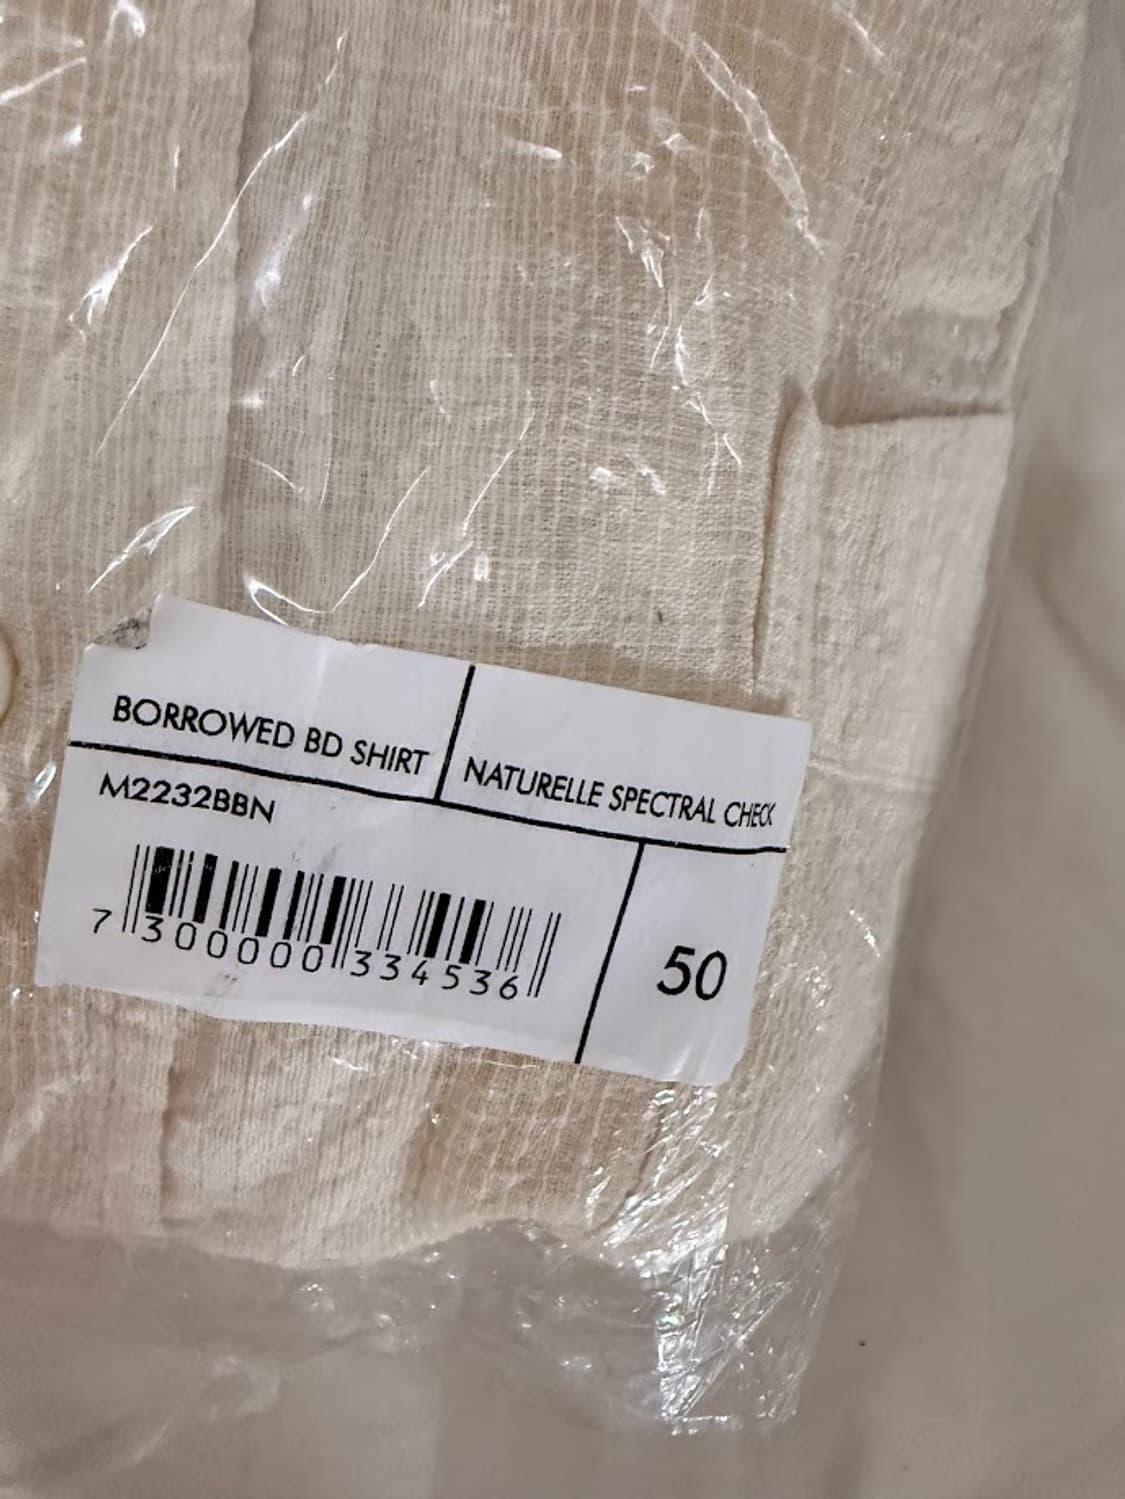 BORROWED BD SHIRT
NATURELLE SPECTRAL CHECK
M2232BBN
7 300000 334536
50